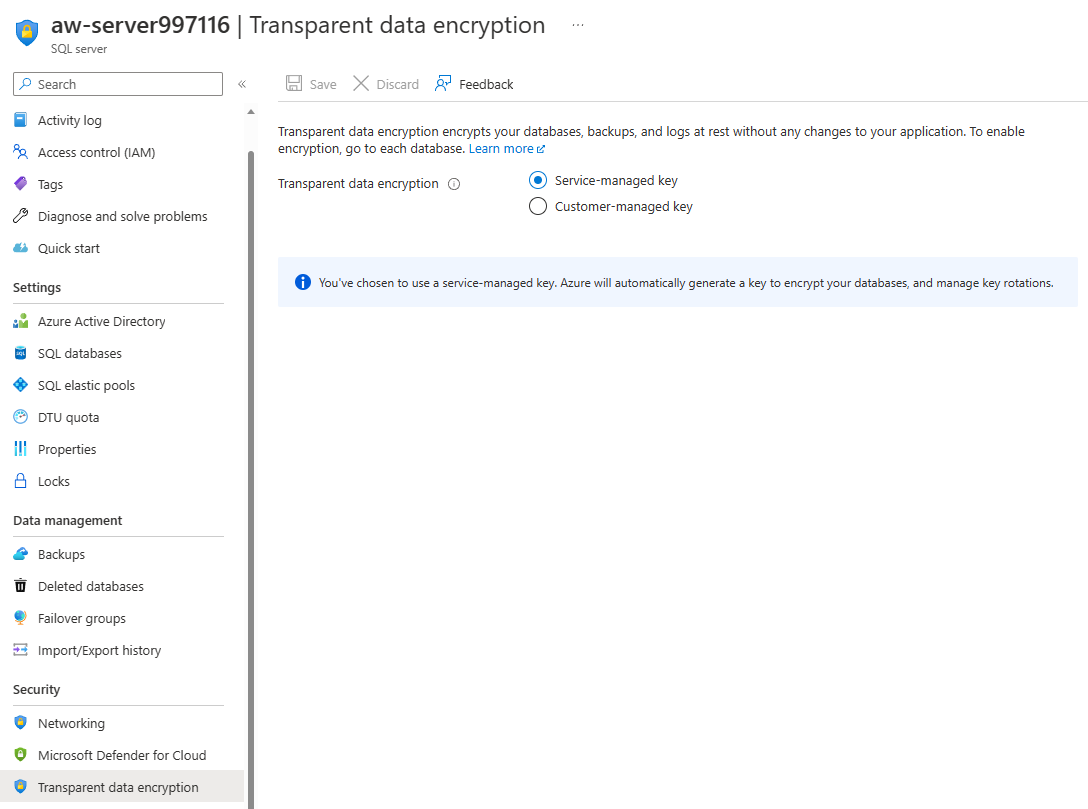 aw-server997116 | Transparent data encryption ...
SQL server
Search «
Activity log
Access control (IAM)
Tags
Diagnose and solve problems
Quick start
Settings
Azure Active Directory
SQL databases
SQL elastic pools
DTU quota
Properties
Locks
Data management
Backups
Deleted databases
Failover groups
Import/Export history
Security
Networking
Microsoft Defender for Cloud
Transparent data encryption
Save Discard Feedback
Transparent data encryption encrypts your databases, backups, and logs at rest without any changes to your application. To enable
encryption, go to each database. Learn more
Transparent data encryption
Service-managed key
Customer-managed key
You've chosen to use a service-managed key. Azure will automatically generate a key to encrypt your databases, and manage key rotations.